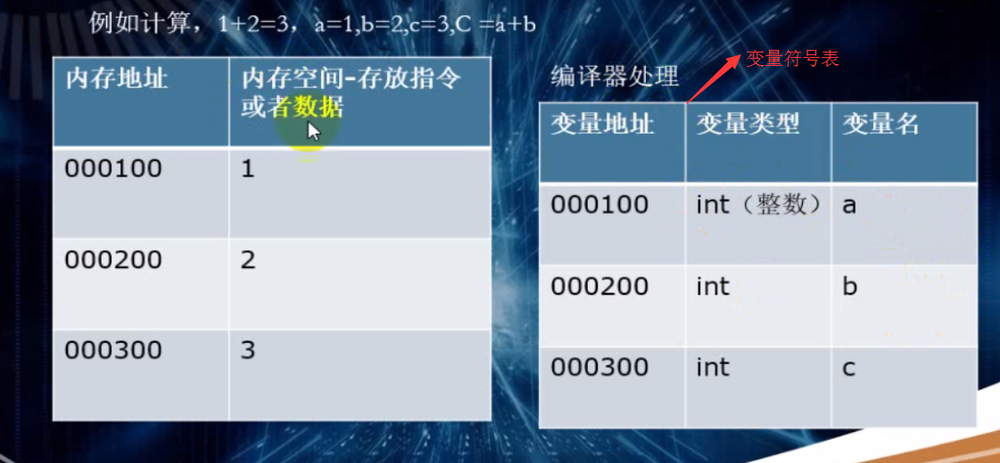 例如计算，1+2=3，a=1,b=2,c=3,C =a+b
内存地址
内存空间-存放指令
或者数据
000100
1
000200
2
000300
3
编译器处理
变量符号表
变量地址
变量类型
变量名
000100
int（整数）
a
000200
int
b
000300
int
c